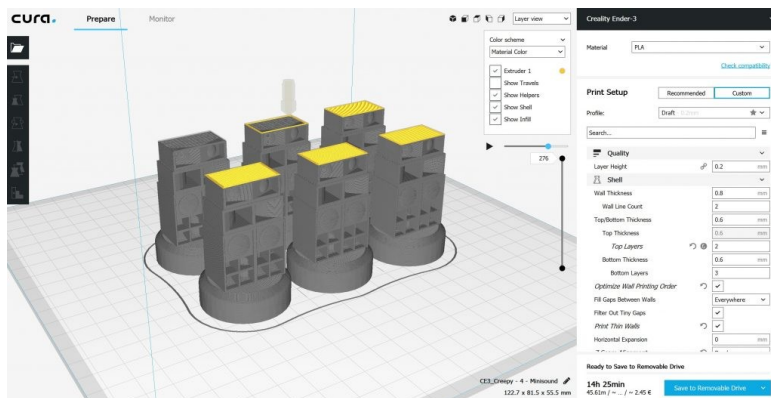 cura.
Prepare
Monitor
Layer view
Creality Ender-3
Color scheme
Material Color
Extruder 1
Show Travels
Show Helpers
Show Shell
Show Infill
276
Material
PLA
Check compatibility
Print Setup
Recommended
Custom
Profile:
Draft 0.2mm
Search...
Quality
Layer Height 0.2 mm
Shell
Wall Thickness 0.8 mm
Wall Line Count 2
Top/Bottom Thickness 0.6 mm
Top Thickness 0.6 mm
Top Layers 2
Bottom Thickness 0.6 mm
Bottom Layers 3
Optimize Wall Printing Order
Fill Gaps Between Walls Everywhere
Filter Out Tiny Gaps
Print Thin Walls
Horizontal Expansion 0 mm
CE3_Creepy - 4 - Minisound
122.7 x 81.5 x 55.5 mm
Ready to Save to Removable Drive
14h 25min
45.61m / ~ ... / ~ 2.45 €
Save to Removable Drive